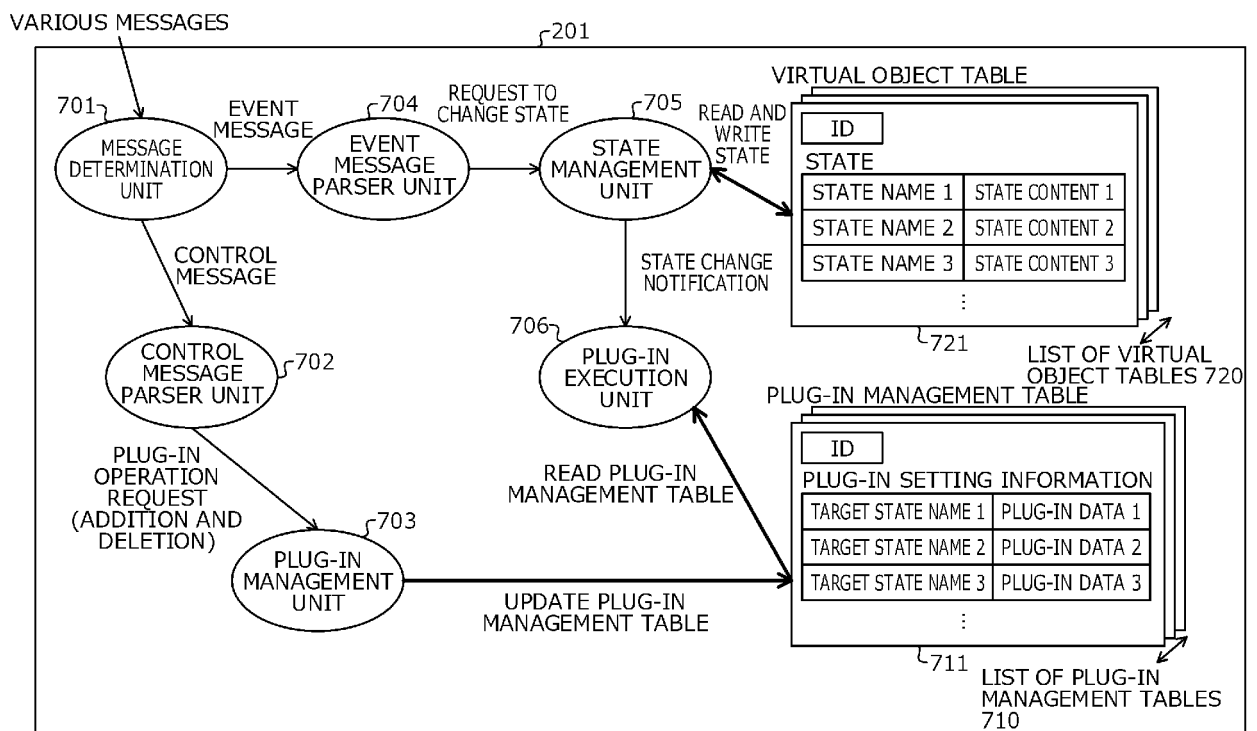 VARIOUS MESSAGES
201
701
MESSAGE
DETERMINATION
UNIT
EVENT
MESSAGE
704
EVENT
MESSAGE
PARSER UNIT
REQUEST TO
CHANGE STATE
705
STATE
MANAGEMENT
UNIT
READ AND
WRITE
STATE
VIRTUAL OBJECT TABLE
ID
STATE
STATE NAME 1 STATE CONTENT 1
STATE NAME 2 STATE CONTENT 2
STATE NAME 3 STATE CONTENT 3
⋮
721
LIST OF VIRTUAL
OBJECT TABLES 720
CONTROL
MESSAGE
STATE CHANGE
NOTIFICATION
702
CONTROL
MESSAGE
PARSER UNIT
706
PLUG-IN
EXECUTION
UNIT
PLUG-IN MANAGEMENT TABLE
ID
PLUG-IN SETTING INFORMATION
TARGET STATE NAME 1 PLUG-IN DATA 1
TARGET STATE NAME 2 PLUG-IN DATA 2
TARGET STATE NAME 3 PLUG-IN DATA 3
⋮
711
LIST OF PLUG-IN
MANAGEMENT TABLES
710
PLUG-IN
OPERATION
REQUEST
(ADDITION AND
DELETION)
READ PLUG-IN
MANAGEMENT TABLE
703
PLUG-IN
MANAGEMENT
UNIT
UPDATE PLUG-IN
MANAGEMENT TABLE